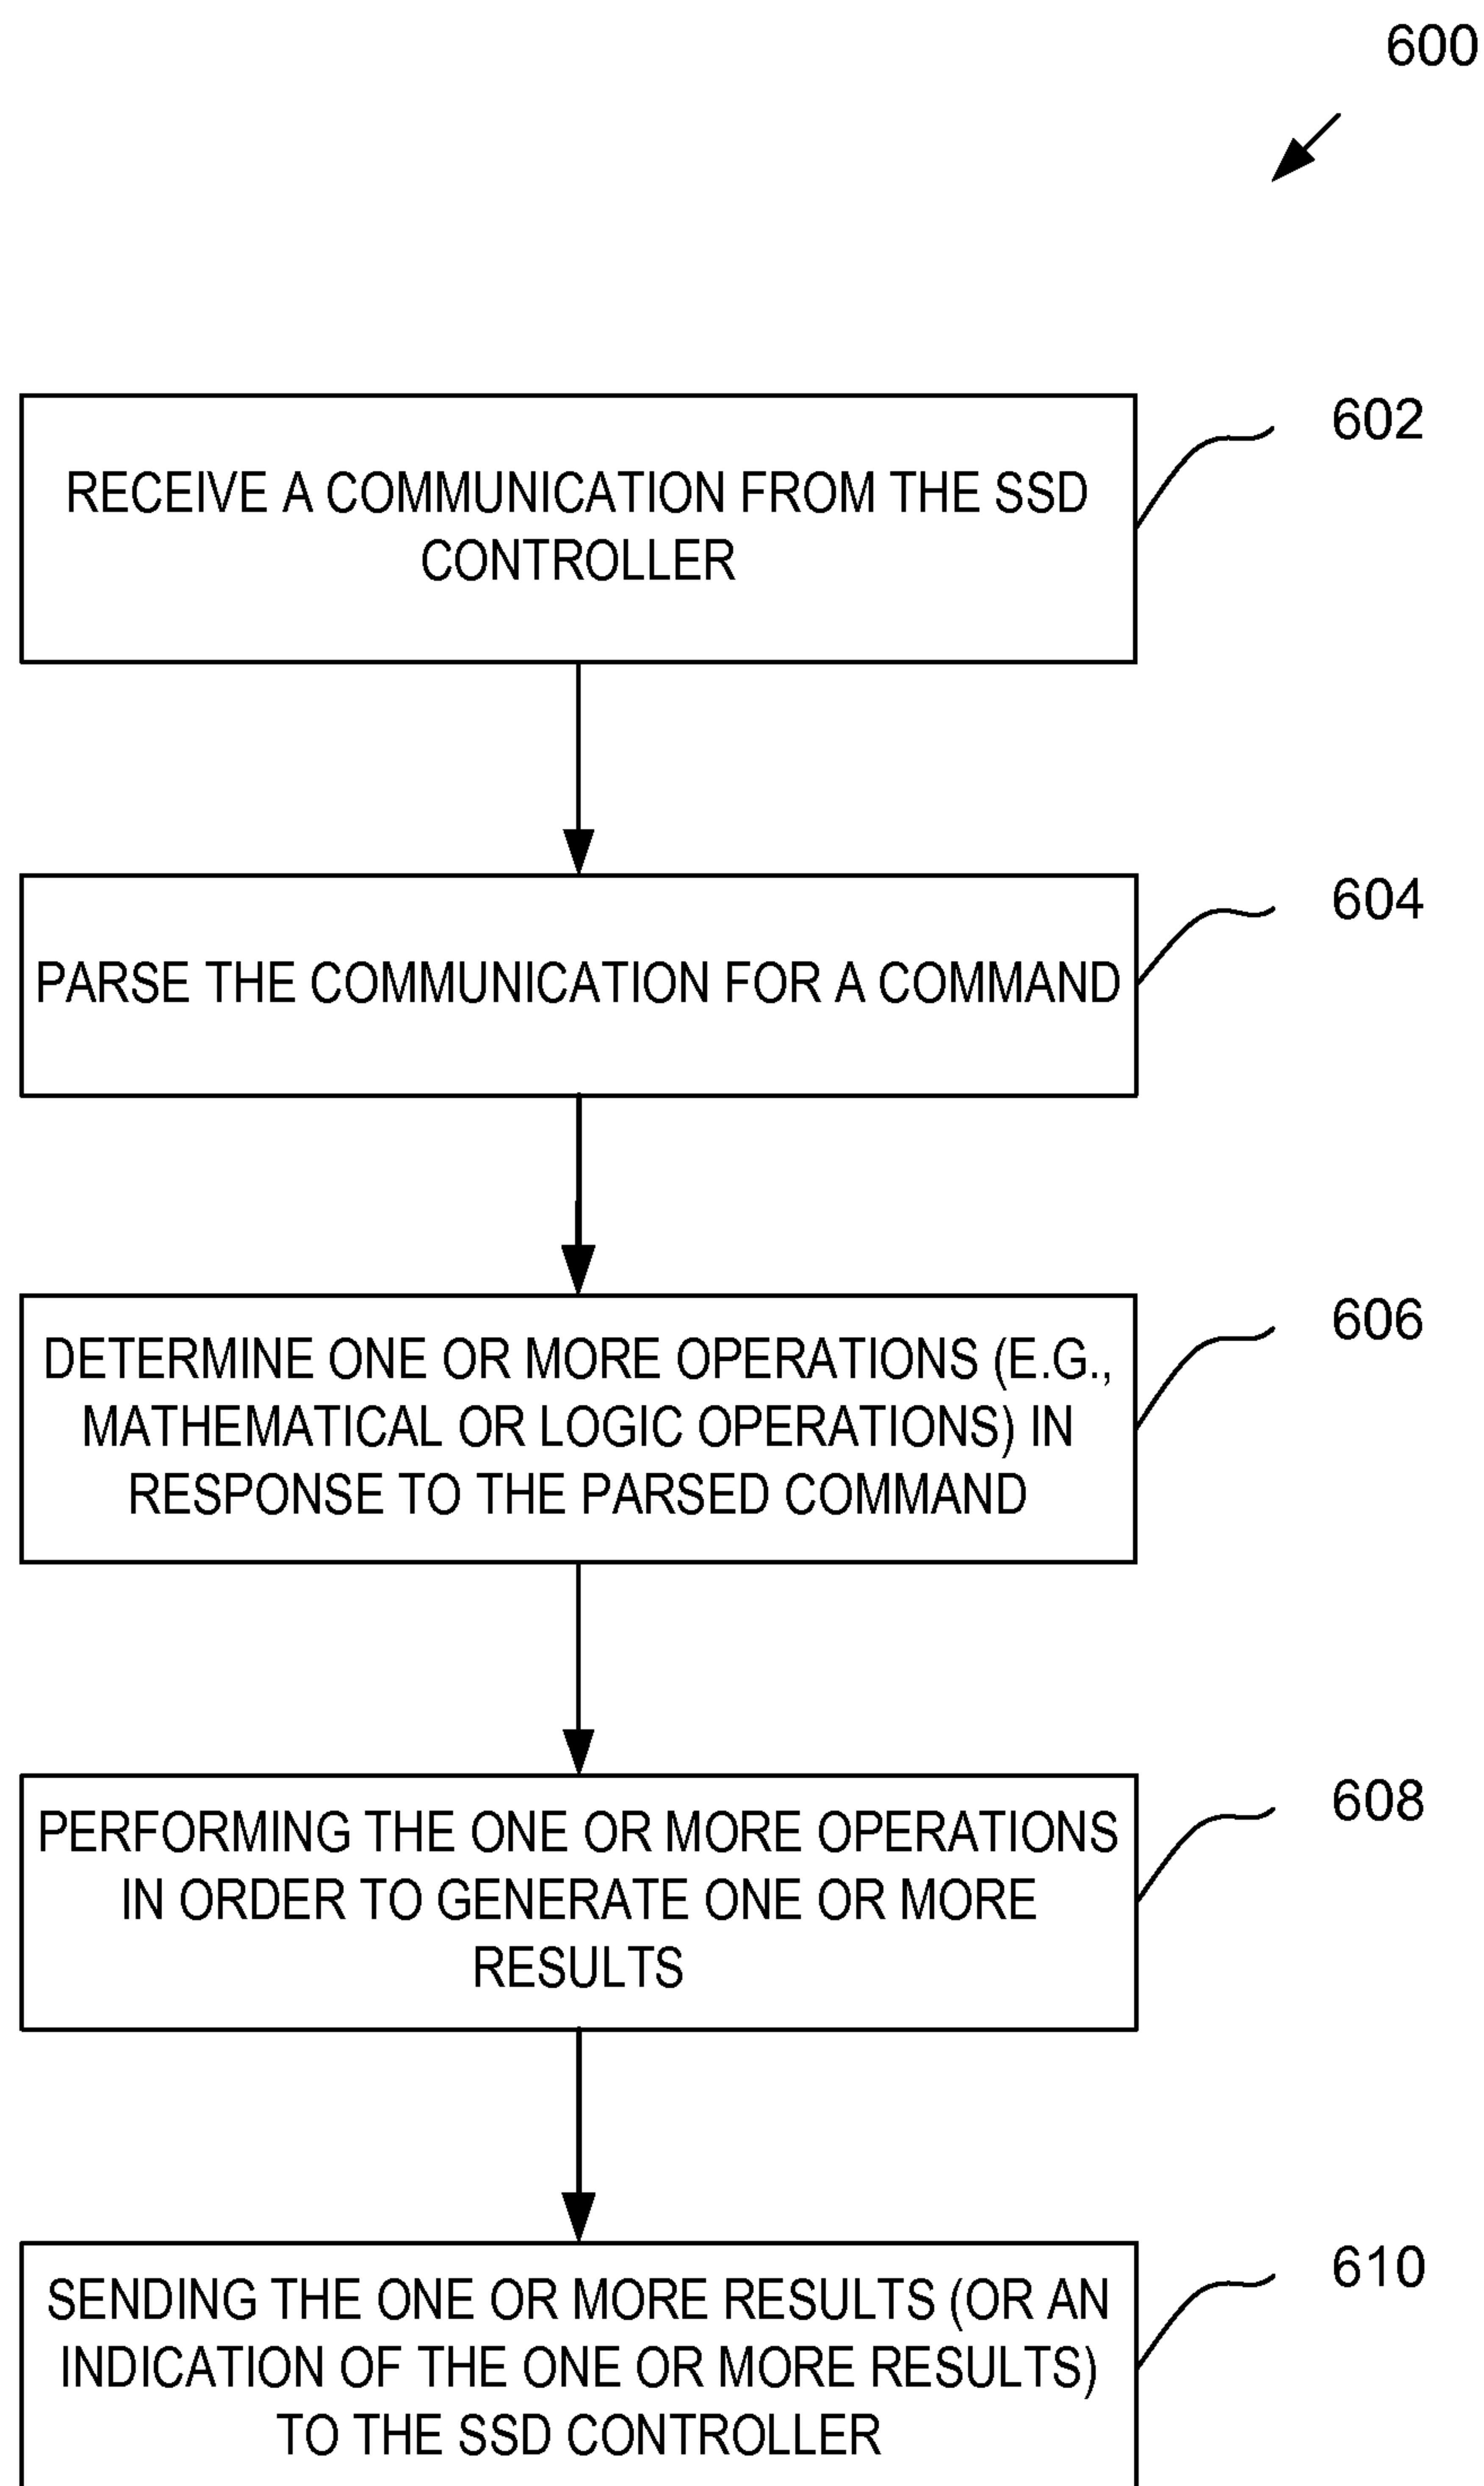 600
RECEIVE A COMMUNICATION FROM THE SSD
CONTROLLER
602
PARSE THE COMMUNICATION FOR A COMMAND
604
DETERMINE ONE OR MORE OPERATIONS (E.G.,
MATHEMATICAL OR LOGIC OPERATIONS) IN
RESPONSE TO THE PARSED COMMAND
606
PERFORMING THE ONE OR MORE OPERATIONS
IN ORDER TO GENERATE ONE OR MORE
RESULTS
608
SENDING THE ONE OR MORE RESULTS (OR AN
INDICATION OF THE ONE OR MORE RESULTS)
TO THE SSD CONTROLLER
610